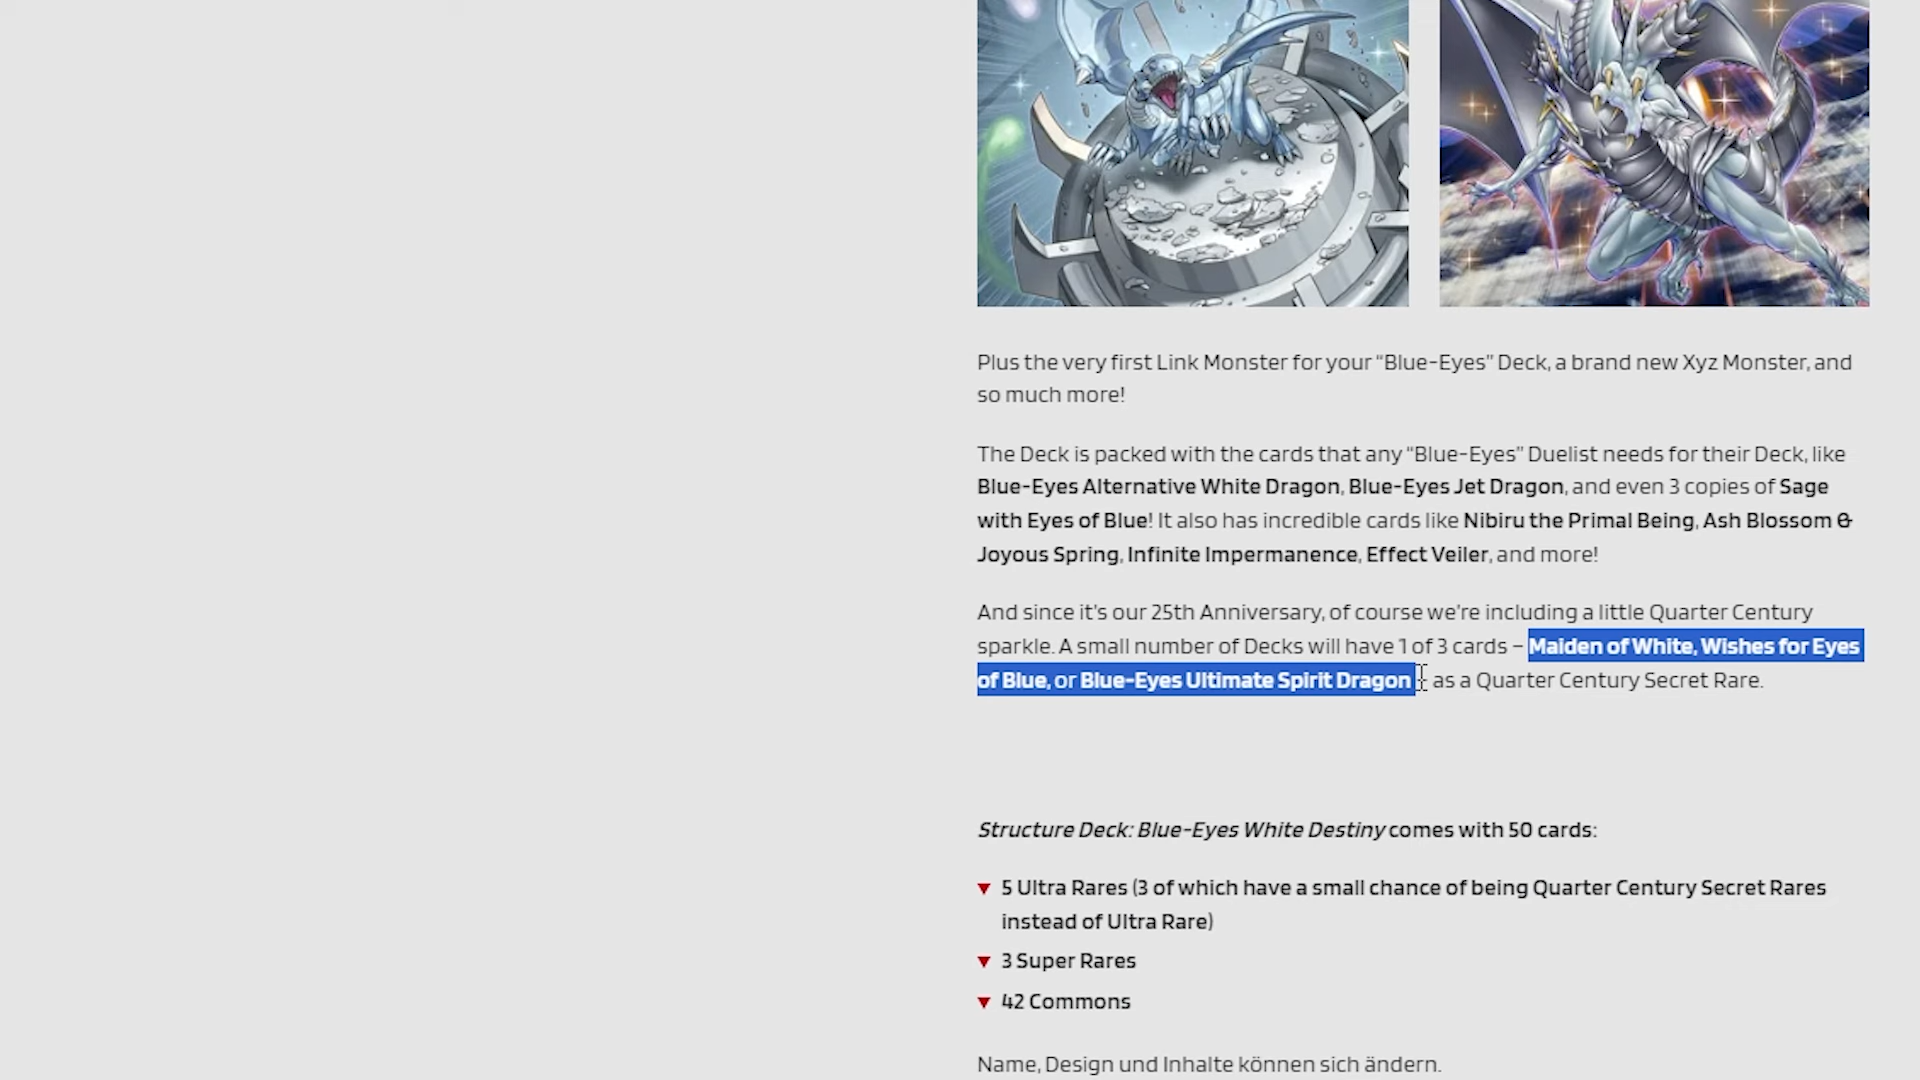 Plus the very first Link Monster for your “Blue-Eyes” Deck, a brand new Xyz Monster, and
so much more!
The Deck is packed with the cards that any “Blue-Eyes” Duelist needs for their Deck, like
Blue-Eyes Alternative White Dragon, Blue-Eyes Jet Dragon, and even 3 copies of Sage
with Eyes of Blue! It also has incredible cards like Nibiru the Primal Being, Ash Blossom &
Joyous Spring, Infinite Impermanence, Effect Veiler, and more!
And since it’s our 25th Anniversary, of course we’re including a little Quarter Century
sparkle. A small number of Decks will have 1 of 3 cards – Maiden of White, Wishes for Eyes
of Blue, or Blue-Eyes Ultimate Spirit Dragon – as a Quarter Century Secret Rare.
Structure Deck: Blue-Eyes White Destiny comes with 50 cards:
5 Ultra Rares (3 of which have a small chance of being Quarter Century Secret Rares
instead of Ultra Rare)
3 Super Rares
42 Commons
Name, Design und Inhalte können sich ändern.